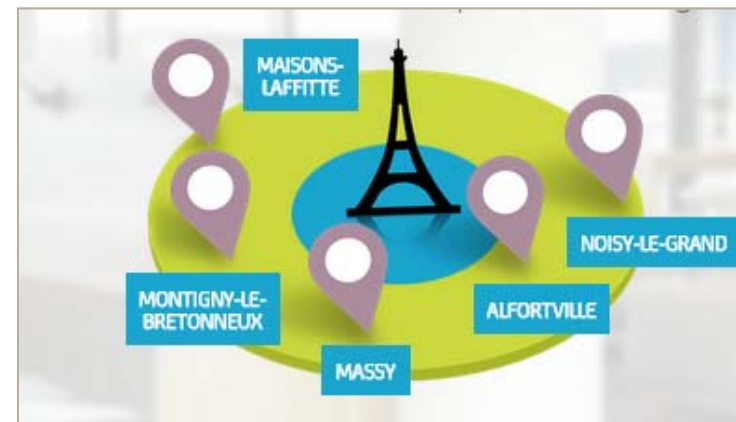 MAISONS-
LAFFITTE
NOISY-LE-GRAND
MONTIGNY-LE-
BRETONNEUX
ALFORTVILLE
MASSY